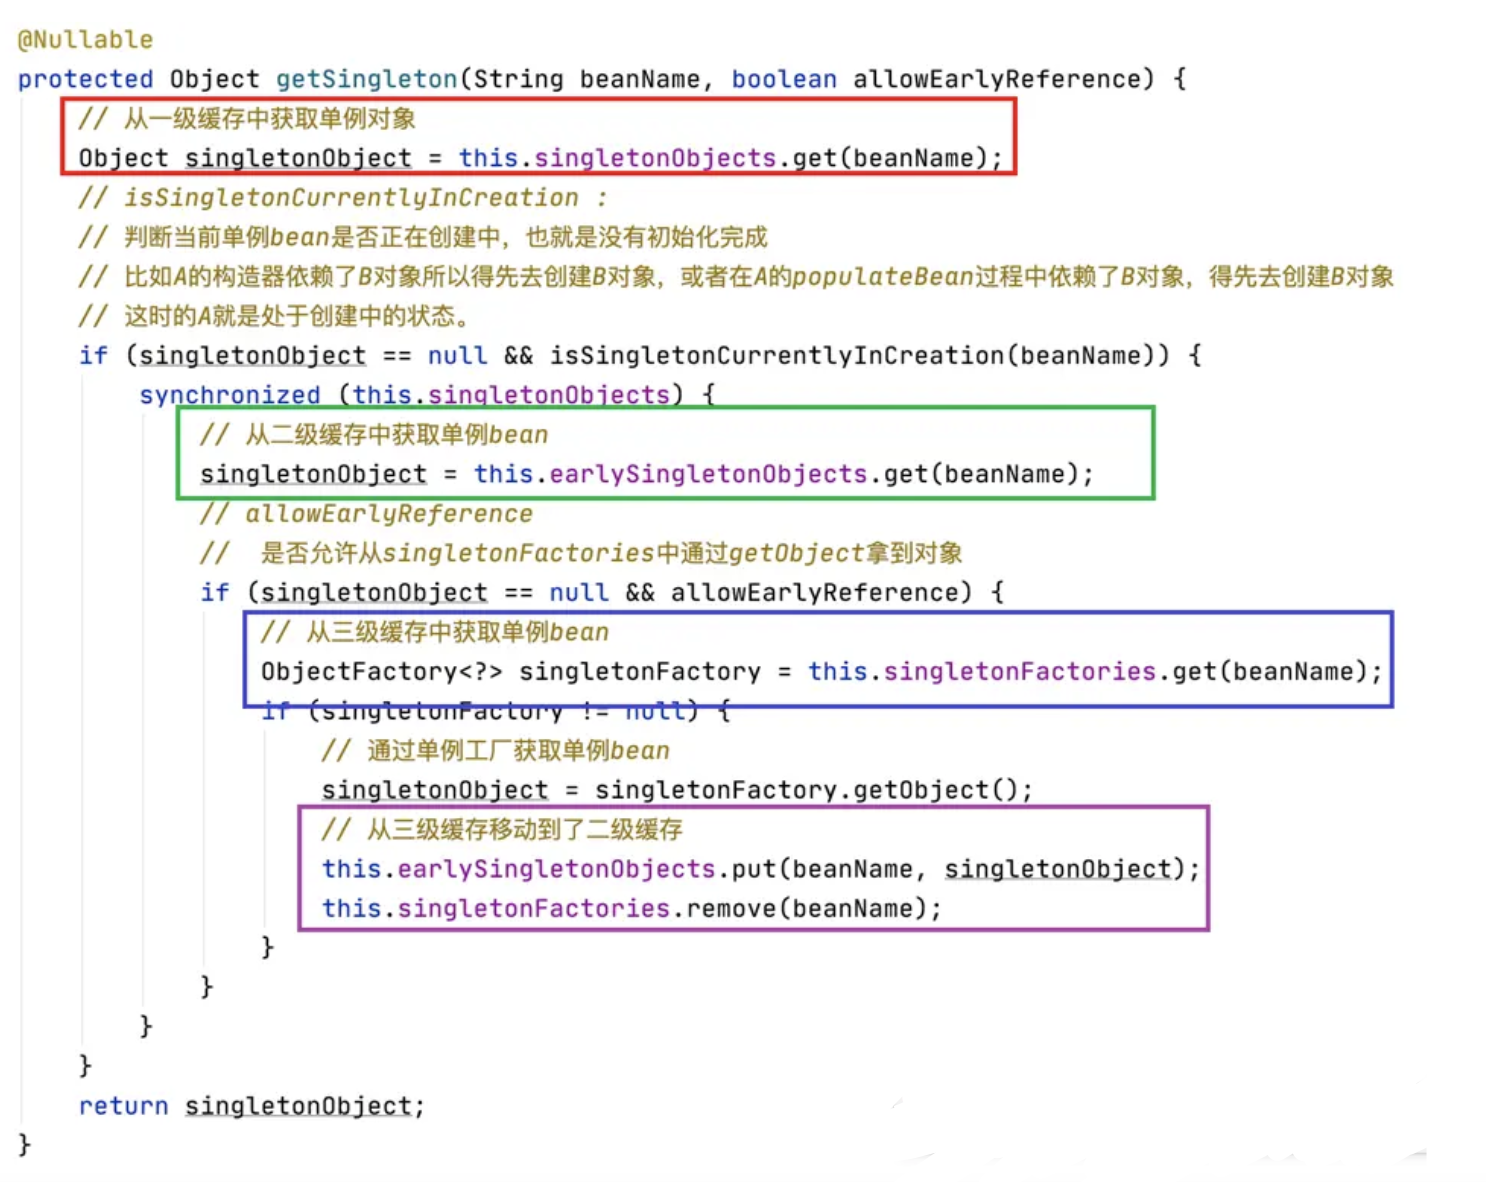 @Nullable
protected Object getSingleton(String beanName, boolean allowEarlyReference) {
// 从一级缓存中获取单例对象
Object singletonObject = this.singletonObjects.get(beanName);
// isSingletonCurrentlyInCreation :
// 判断当前单例bean是否正在创建中，也就是没有初始化完成
// 比如A的构造器依赖了B对象所以得先去创建B对象，或者在A的populateBean过程中依赖了B对象，得先去创建B对象
// 这时的A就是处于创建中的状态。
if (singletonObject == null && isSingletonCurrentlyInCreation(beanName)) {
synchronized (this.singletonObjects) {
// 从二级缓存中获取单例bean
singletonObject = this.earlySingletonObjects.get(beanName);
// allowEarlyReference
// 是否允许从singletonFactories中通过getObject拿到对象
if (singletonObject == null && allowEarlyReference) {
// 从三级缓存中获取单例bean
ObjectFactory<?> singletonFactory = this.singletonFactories.get(beanName);
if (singletonFactory != null) {
// 通过单例工厂获取单例bean
singletonObject = singletonFactory.getObject();
// 从三级缓存移动到了二级缓存
this.earlySingletonObjects.put(beanName, singletonObject);
this.singletonFactories.remove(beanName);
}
}
}
}
return singletonObject;
}